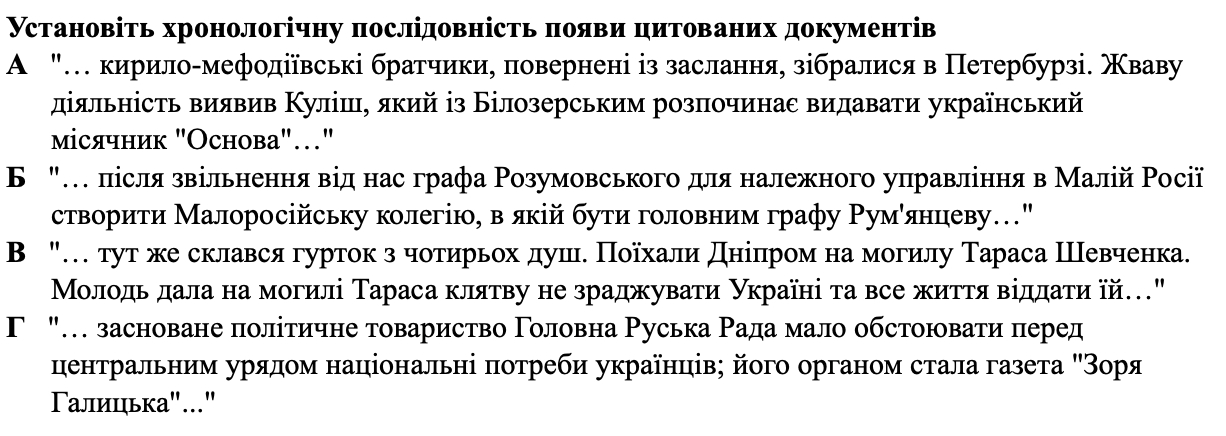 Установіть хронологічну послідовність появи цитованих документів
А "… кирило-мефодіївські братчики, повернені із заслання, зібралися в Петербурзі. Жваву
діяльність виявив Куліш, який із Білозерським розпочинає видавати український
місячник "Основа"…"
Б "… після звільнення від нас графа Розумовського для належного управління в Малій Росії
створити Малоросійську колегію, в якій бути головним графу Рум'янцеву…"
В "… тут же склався гурток з чотирьох душ. Поїхали Дніпром на могилу Тараса Шевченка.
Молодь дала на могилі Тараса клятву не зраджувати Україні та все життя віддати їй…"
Г "… засноване політичне товариство Головна Руська Рада мало обстоювати перед
центральним урядом національні потреби українців; його органом стала газета "Зоря
Галицька"..."